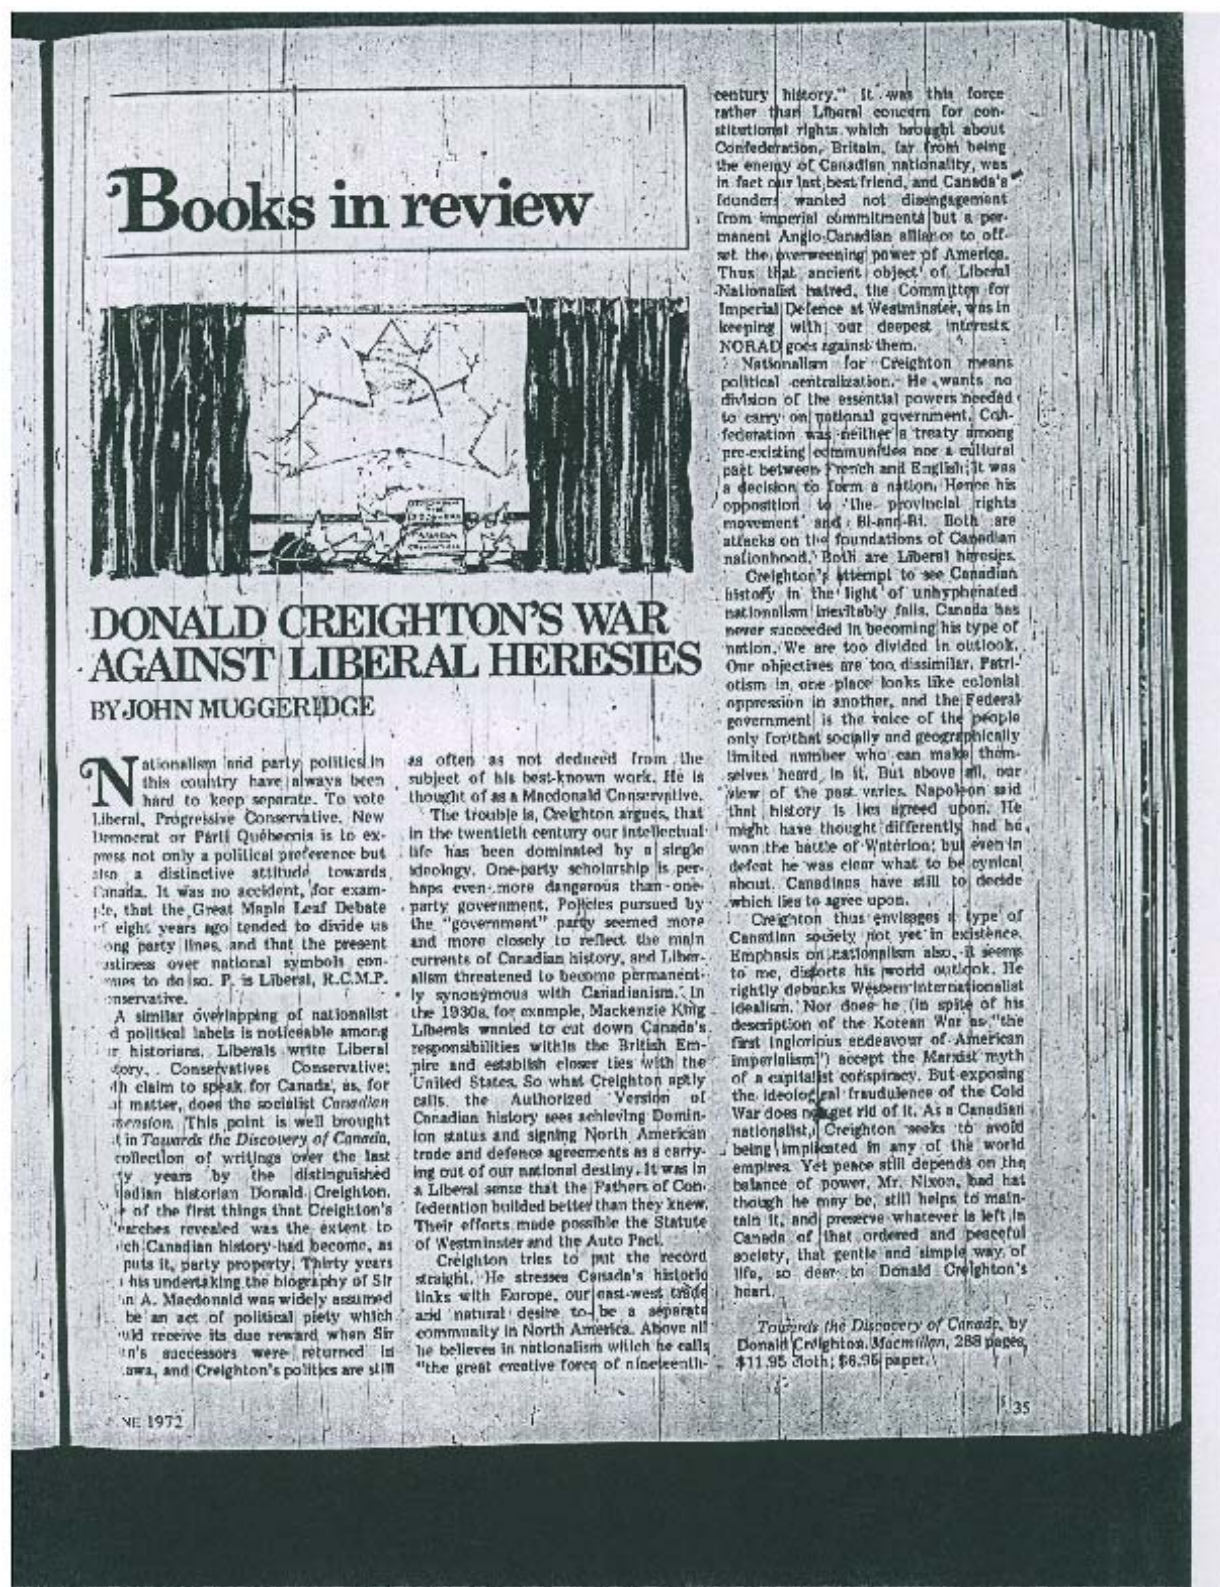 Books in review
DONALD CREIGHTON'S WAR
AGAINST LIBERAL HERESIES
BY JOHN MUGGERIDGE
Nationalism and party politics in
this country have always been
hard to keep separate. To vote
Liberal, Progressive Conservative, New
Democrat or Parti Québecois is to ex-
press not only a political preference but
also a distinctive attitude towards
Canada. It was no accident, for exam-
ple, that the Great Maple Leaf Debate
of eight years ago tended to divide us
ong party lines, and that the present
ustiness over national symbols con-
nues to do so. P. is Liberal, R.C.M.P.
onservative.
A similar overlapping of nationalist
d political labels is noticeable among
ur historians. Liberals write Liberal
tory. Conservatives Conservative;
th claim to speak for Canada, as, for
at matter, does the socialist Canadian
mension. This point is well brought
t in Towards the Discovery of Canada,
collection of writings over the last
ty years by the distinguished
adian historian Donald Creighton.
e of the first things that Creighton's
earches revealed was the extent to
ich Canadian history had become, as
puts it, party property. Thirty years
his undertaking the biography of Sir
n A. Macdonald was widely assumed
be an act of political piety which
uld receive its due reward when Sir
n's successors were returned in
awa, and Creighton's politics are still
as often as not deduced from the
subject of his best-known work. He is
thought of as a Macdonald Conservative.
The trouble is, Creighton argues, that
in the twentieth century our intellectual
life has been dominated by a single
ideology. One-party scholarship is per-
haps even more dangerous than one-
party government. Policies pursued by
the "government" party seemed more
and more closely to reflect the main
currents of Canadian history, and Liber-
alism threatened to become permanent-
ly synonymous with Canadianism. In
the 1930s, for example, Mackenzie King
Liberals wanted to cut down Canada's
responsibilities within the British Em-
pire and establish closer ties with the
United States. So what Creighton aptly
calls the Authorized Version of
Canadian history sees achieving Domin-
ion status and signing North American
trade and defence agreements as a carry-
ing out of our national destiny. It was in
a Liberal sense that the Fathers of Con-
federation builded better than they knew.
Their efforts made possible the Statute
of Westminster and the Auto Pact.
Creighton tries to put the record
straight. He stresses Canada's historic
links with Europe, our east-west trade
and natural desire to be a separate
community in North America. Above all
he believes in nationalism which he calls
"the great creative force of nineteenth-
century history." It was this force
rather than Liberal concern for con-
stitutional rights which brought about
Confederation, Britain, far from being
the enemy of Canadian nationality, was
in fact our last best friend, and Canada's
founders wanted not disengagement
from imperial commitments but a per-
manent Anglo-Canadian alliance to off-
set the overweening power of America.
Thus that ancient object of Liberal
Nationalist hatred, the Committee for
Imperial Defence at Westminster, was in
keeping with our deepest interests.
NORAD goes against them.
Nationalism for Creighton means
political centralization. He wants no
division of the essential powers needed
to carry on national government. Con-
federation was neither a treaty among
pre-existing communities nor a cultural
pact between French and English; it was
a decision to form a nation. Hence his
opposition to the provincial rights
movement and Bi-and-Bi. Both are
attacks on the foundations of Canadian
nationhood. Both are Liberal heresies.
Creighton's attempt to see Canadian
history in the light of unhyphenated
nationalism inevitably fails. Canada has
never succeeded in becoming his type of
nation. We are too divided in outlook.
Our objectives are too dissimilar. Patri-
otism in one place looks like colonial
oppression in another, and the Federal
government is the voice of the people
only for that socially and geographically
limited number who can make them-
selves heard in it. But above all, our
view of the past varies. Napoleon said
that history is lies agreed upon. He
might have thought differently had he
won the battle of Waterloo; but even in
defeat he was clear what to be cynical
about. Canadians have still to decide
which lies to agree upon.
Creighton thus envisages a type of
Canadian society not yet in existence.
Emphasis on nationalism also, it seems
to me, distorts his world outlook. He
rightly debunks Western internationalist
idealism. Nor does he (in spite of his
description of the Korean War as "the
first inglorious endeavour of American
imperialism") accept the Marxist myth
of a capitalist conspiracy. But exposing
the ideological fraudulence of the Cold
War does not get rid of it. As a Canadian
nationalist, Creighton seeks to avoid
being implicated in any of the world
empires. Yet peace still depends on the
balance of power. Mr. Nixon, bad hat
though he may be, still helps to main-
tain it, and preserve whatever is left in
Canada of that ordered and peaceful
society, that gentle and simple way of
life, so dear to Donald Creighton's
heart.
Towards the Discovery of Canada, by
Donald Creighton. Macmillan, 288 pages,
$11.95 cloth; $6.95 paper.
NE 1972
35